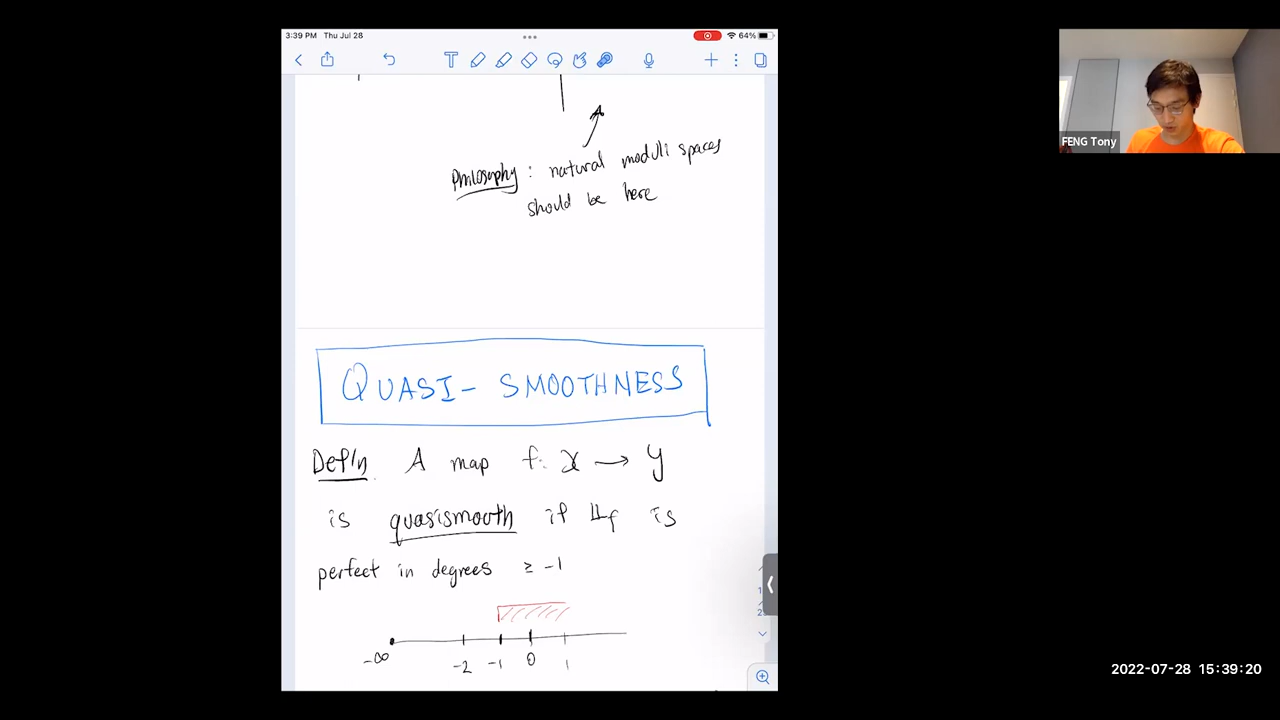 3:39 PM Thu Jul 28
64%
Philosophy : natural moduli spaces
should be here
QUASI- SMOOTHNESS
Def'n. A map f: X → Y
is quasismooth if 𝕃f is
perfect in degrees ≥ -1
-∞ -2 -1 0 1
FENG Tony
2022-07-28 15:39:20